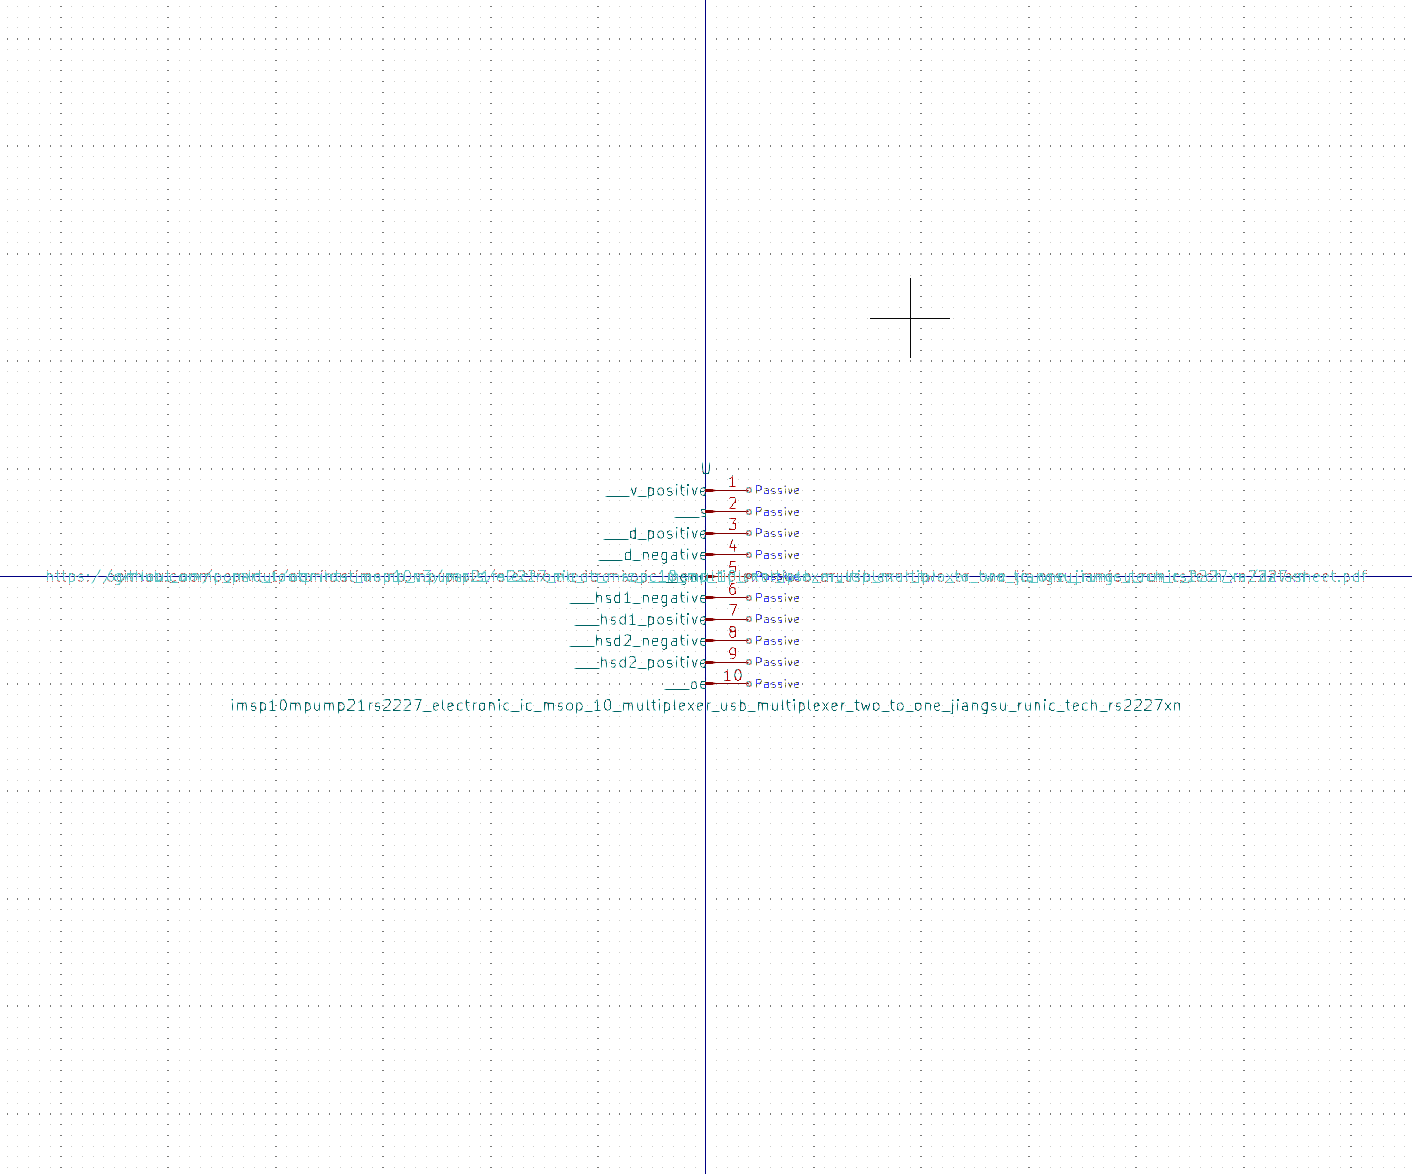 U
___v_positive 1 Passive
___s 2 Passive
___d_positive 3 Passive
___d_negative 4 Passive
5 Passive
___hsd1_negative 6 Passive
___hsd1_positive 7 Passive
___hsd2_negative 8 Passive
___hsd2_positive 9 Passive
___oe 10 Passive
imsp10mpump21rs2227_electronic_ic_msop_10_multiplexer_usb_multiplexer_two_to_one_jiangsu_runic_tech_rs2227xn